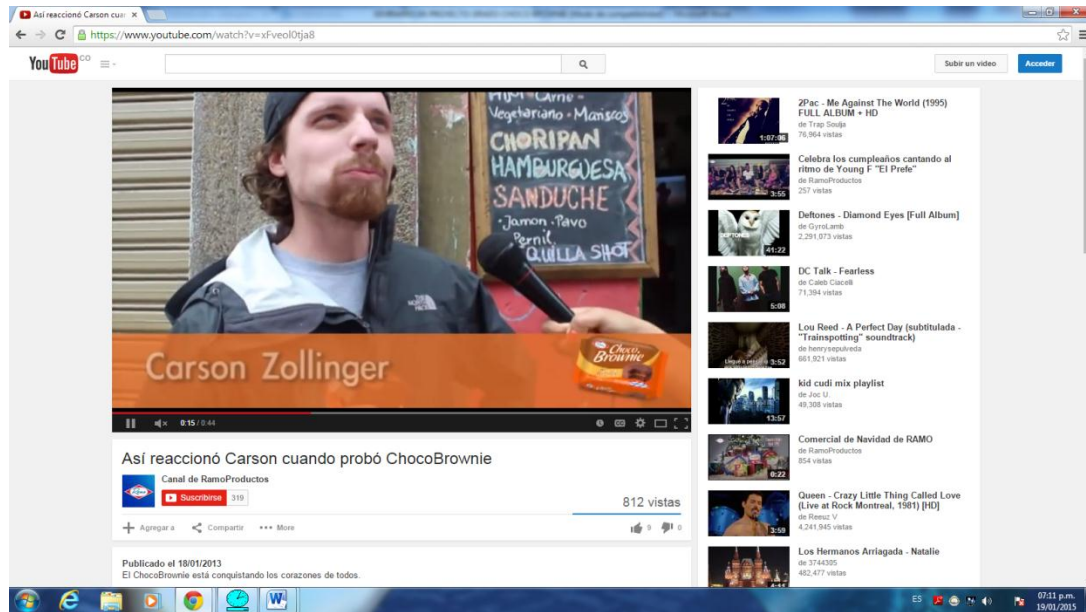 Así reaccionó Carson cuan
https://www.youtube.com/watch?v=xFveol0tja8
YouTube CO
Subir un video
Acceder
Vegetariano - Mariscos
CHORIPAN
HAMBURGUESA
SANDUCHE
Jamon - Pavo
Pernil
QUILLA SHOT
THE NORTH FACE
Choco Brownie
Carson Zollinger
0:15 / 0:44
Así reaccionó Carson cuando probó ChocoBrownie
Canal de RamoProductos
Suscribirse 319
812 vistas
Agregar a Compartir More
9 0
Publicado el 18/01/2013
El ChocoBrownie está conquistando los corazones de todos.
1:07:06
2Pac - Me Against The World (1995)
FULL ALBUM + HD
de Trap Soulja
76,964 vistas
3:55
Celebra los cumpleaños cantando al
ritmo de Young F "El Prefe"
de RamoProductos
257 vistas
DEFTONES
41:22
Deftones - Diamond Eyes [Full Album]
de GyroLamb
2,291,073 vistas
5:08
DC Talk - Fearless
de Caleb Ciacelli
71,394 vistas
3:52
Lou Reed - A Perfect Day (subtitulada -
"Trainspotting" soundtrack)
de henrysepulveda
661,921 vistas
13:57
kid cudi mix playlist
de Joc U.
49,308 vistas
0:22
Comercial de Navidad de RAMO
de RamoProductos
854 vistas
3:59
Queen - Crazy Little Thing Called Love
(Live at Rock Montreal, 1981) [HD]
de Reeuz V
4,241,945 vistas
4:11
Los Hermanos Arriagada - Natalie
de 3744305
482,477 vistas
ES
07:11 p.m.
19/01/2015